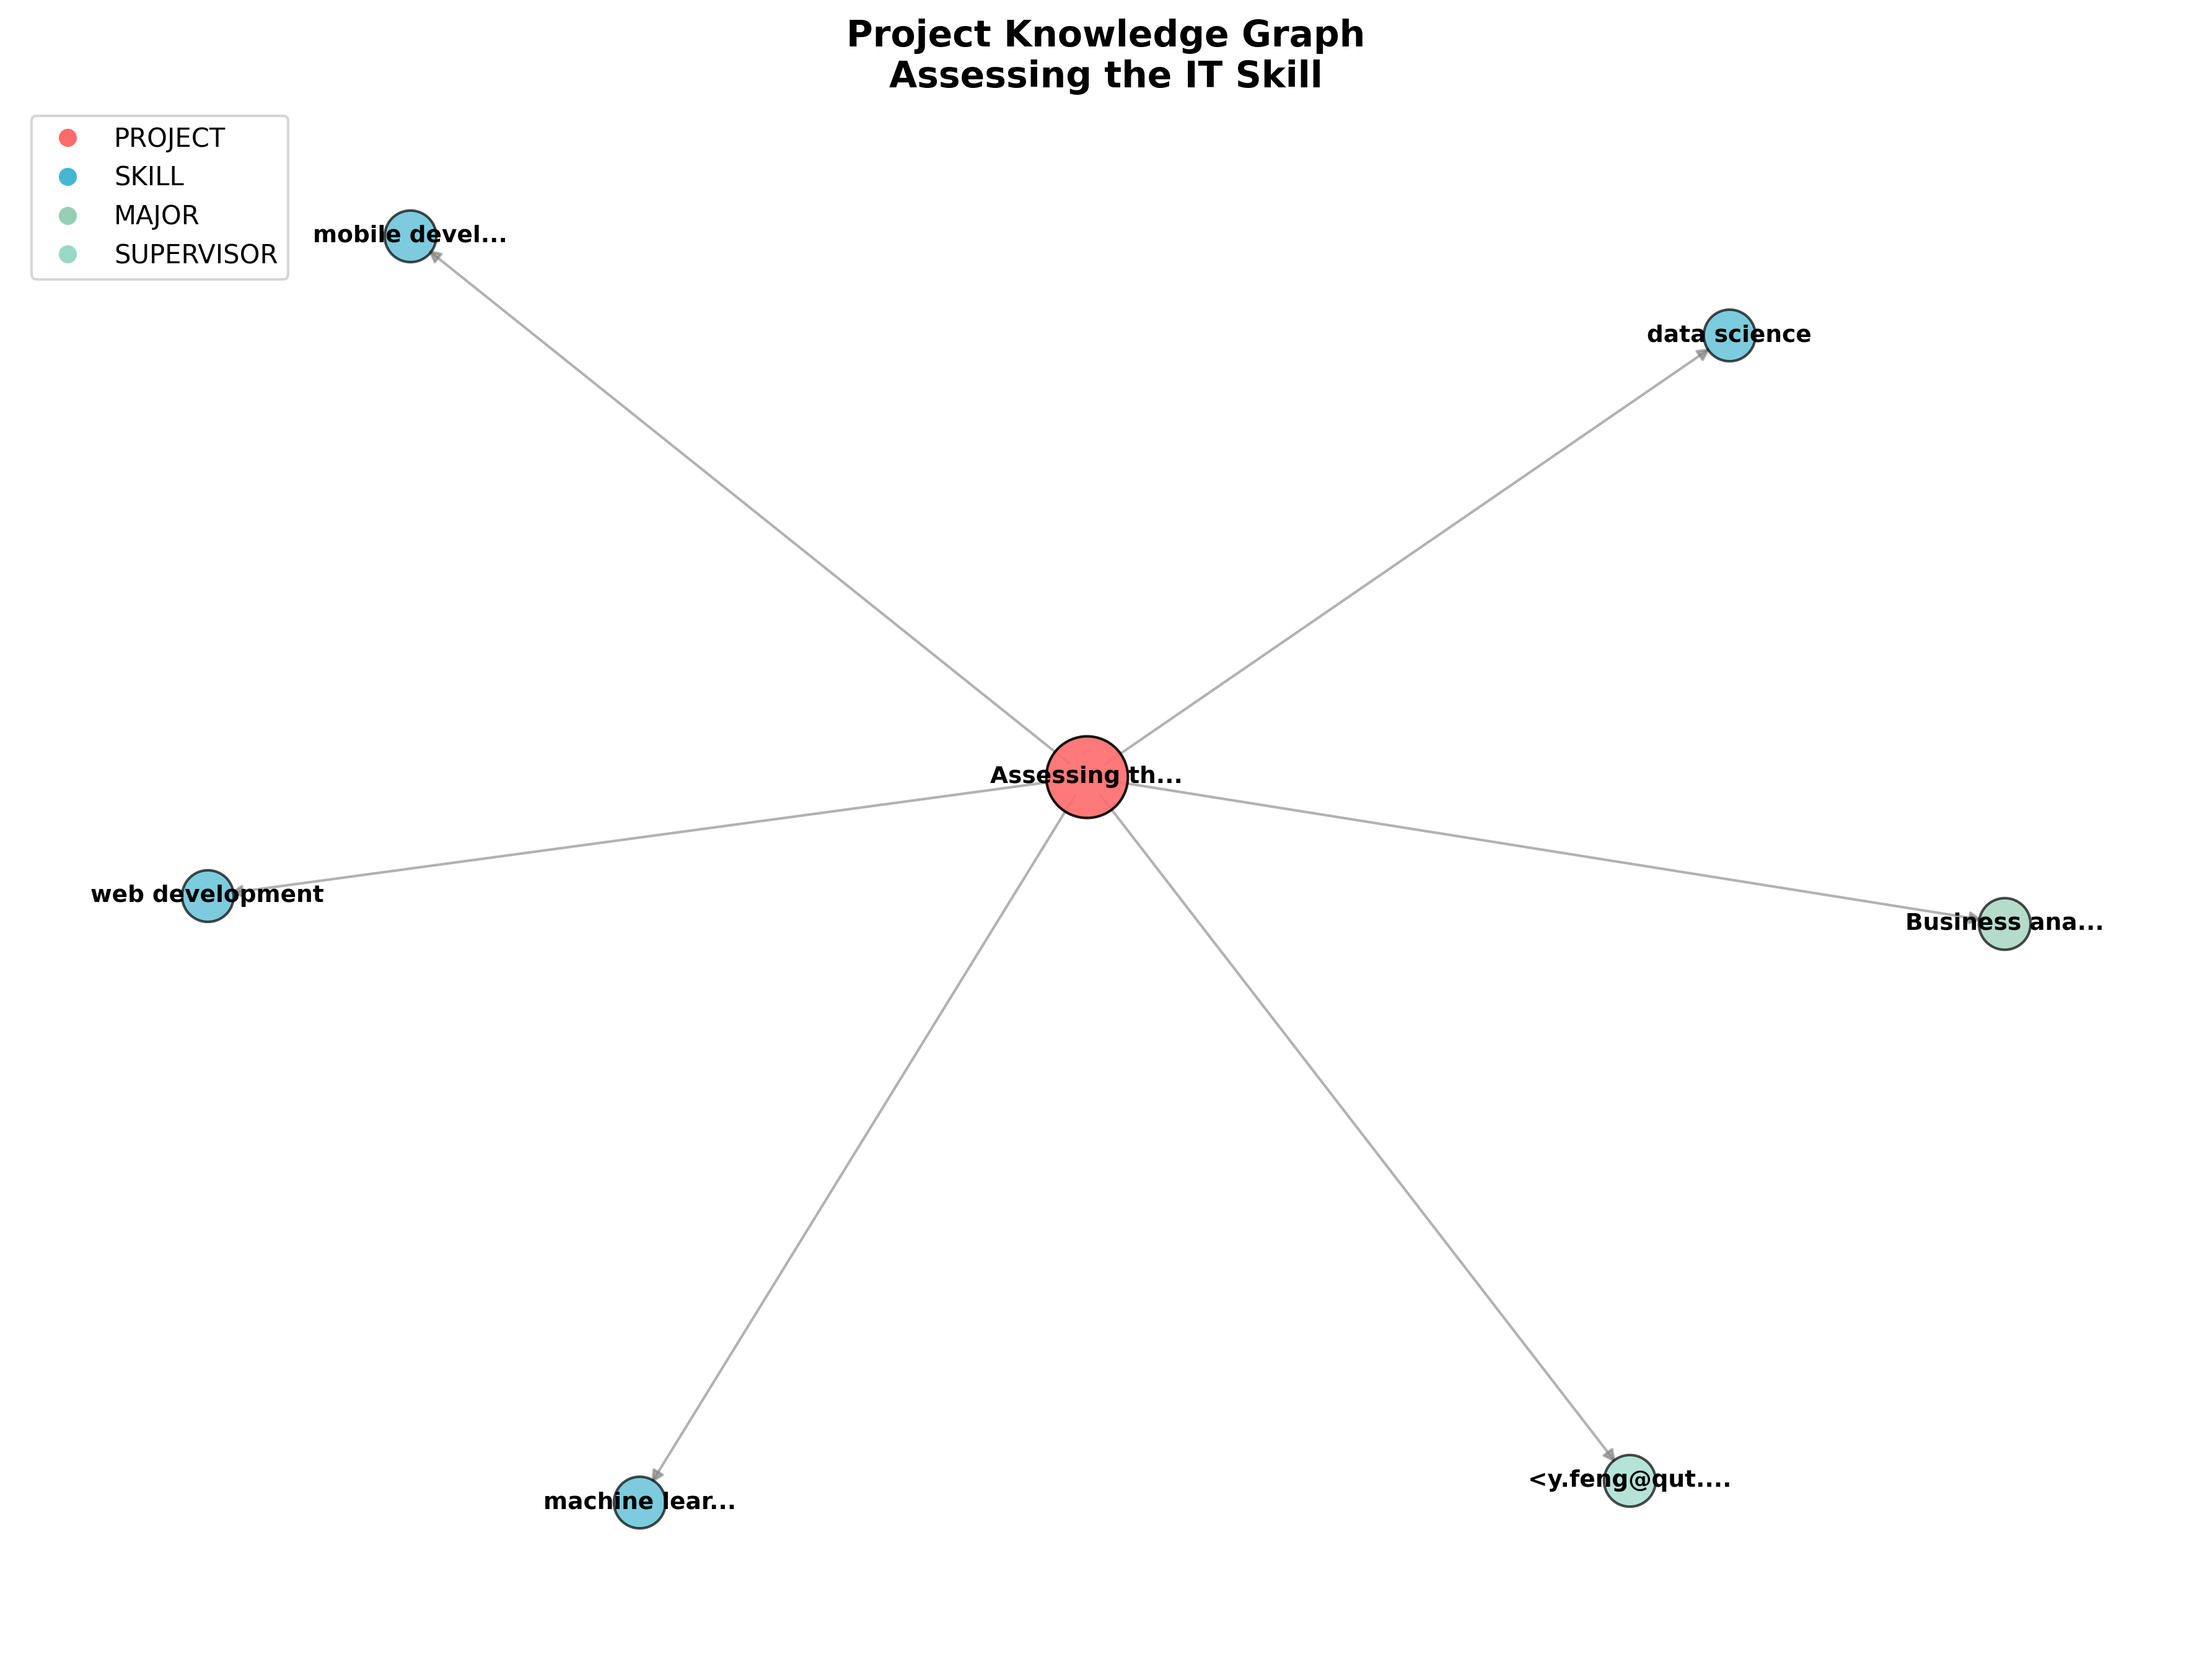 Project Knowledge Graph
Assessing the IT Skill
PROJECT
SKILL
MAJOR
SUPERVISOR
mobile devel...
data science
Assessing th...
web development
Business ana...
<y.feng@qut....
machine lear...